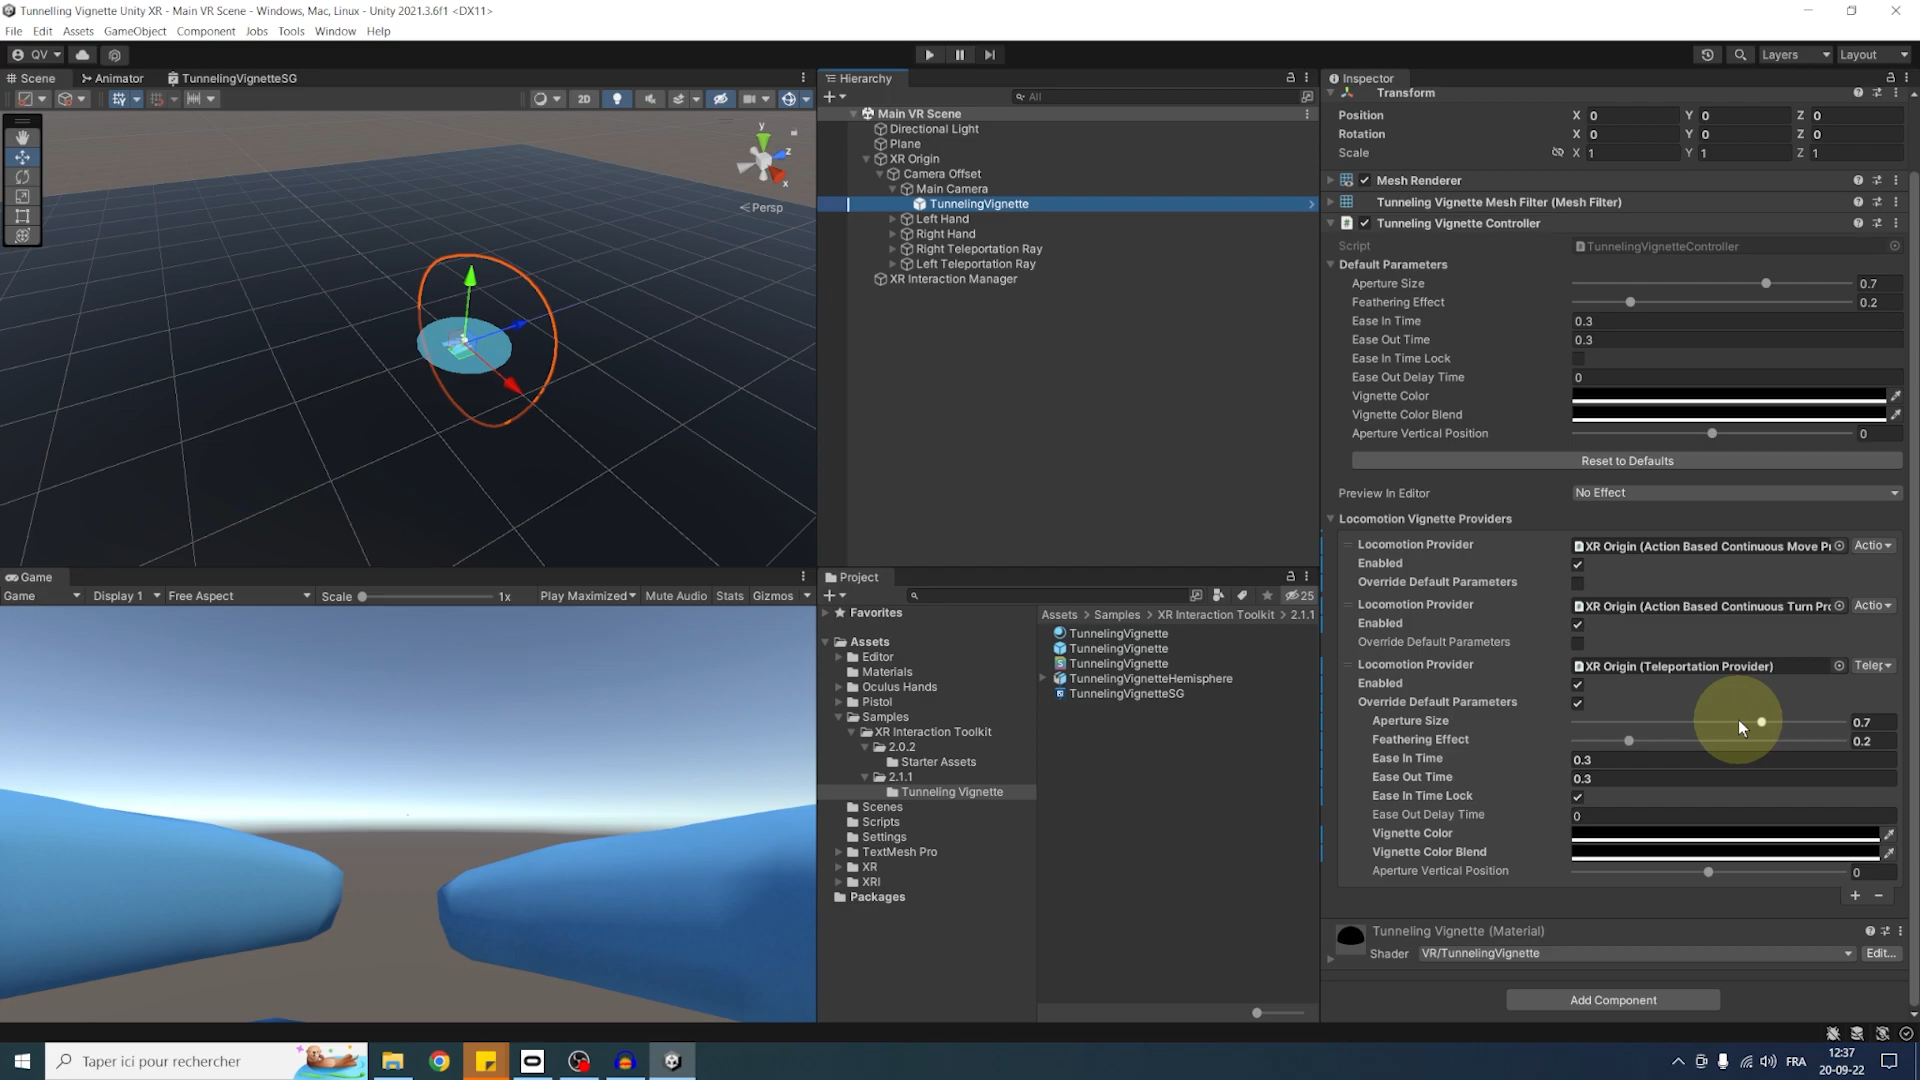 Tunnelling Vignette Unity XR - Main VR Scene - Windows, Mac, Linux - Unity 2021.3.6f1 <DX11>
File Edit Assets GameObject Component Jobs Tools Window Help
QV
Layers
Layout
Scene
Animator
TunnelingVignetteSG
2D
y
z
x
Persp
Hierarchy
All
Main VR Scene
Directional Light
Plane
XR Origin
Camera Offset
Main Camera
TunnelingVignette
Left Hand
Right Hand
Right Teleportation Ray
Left Teleportation Ray
XR Interaction Manager
Game
Game Display 1 Free Aspect Scale 1x Play Maximized Mute Audio Stats Gizmos
Project
25
Favorites
Assets
Editor
Materials
Oculus Hands
Pistol
Samples
XR Interaction Toolkit
2.0.2
Starter Assets
2.1.1
Tunneling Vignette
Scenes
Scripts
Settings
TextMesh Pro
XR
XRI
Packages
Assets > Samples > XR Interaction Toolkit > 2.1.1
TunnelingVignette
TunnelingVignette
TunnelingVignette
TunnelingVignetteHemisphere
TunnelingVignetteSG
Inspector
Transform
Position X 0 Y 0 Z 0
Rotation X 0 Y 0 Z 0
Scale X 1 Y 1 Z 1
Mesh Renderer
Tunneling Vignette Mesh Filter (Mesh Filter)
Tunneling Vignette Controller
Script TunnelingVignetteController
Default Parameters
Aperture Size 0.7
Feathering Effect 0.2
Ease In Time 0.3
Ease Out Time 0.3
Ease In Time Lock
Ease Out Delay Time 0
Vignette Color
Vignette Color Blend
Aperture Vertical Position 0
Reset to Defaults
Preview In Editor No Effect
Locomotion Vignette Providers
Locomotion Provider XR Origin (Action Based Continuous Move Pr Actio
Enabled
Override Default Parameters
Locomotion Provider XR Origin (Action Based Continuous Turn Pro Actio
Enabled
Override Default Parameters
Locomotion Provider XR Origin (Teleportation Provider) Telep
Enabled
Override Default Parameters
Aperture Size 0.7
Feathering Effect 0.2
Ease In Time 0.3
Ease Out Time 0.3
Ease In Time Lock
Ease Out Delay Time 0
Vignette Color
Vignette Color Blend
Aperture Vertical Position 0
Tunneling Vignette (Material)
Shader VR/TunnelingVignette Edit...
Add Component
Taper ici pour rechercher
FRA
12:37
20-09-22